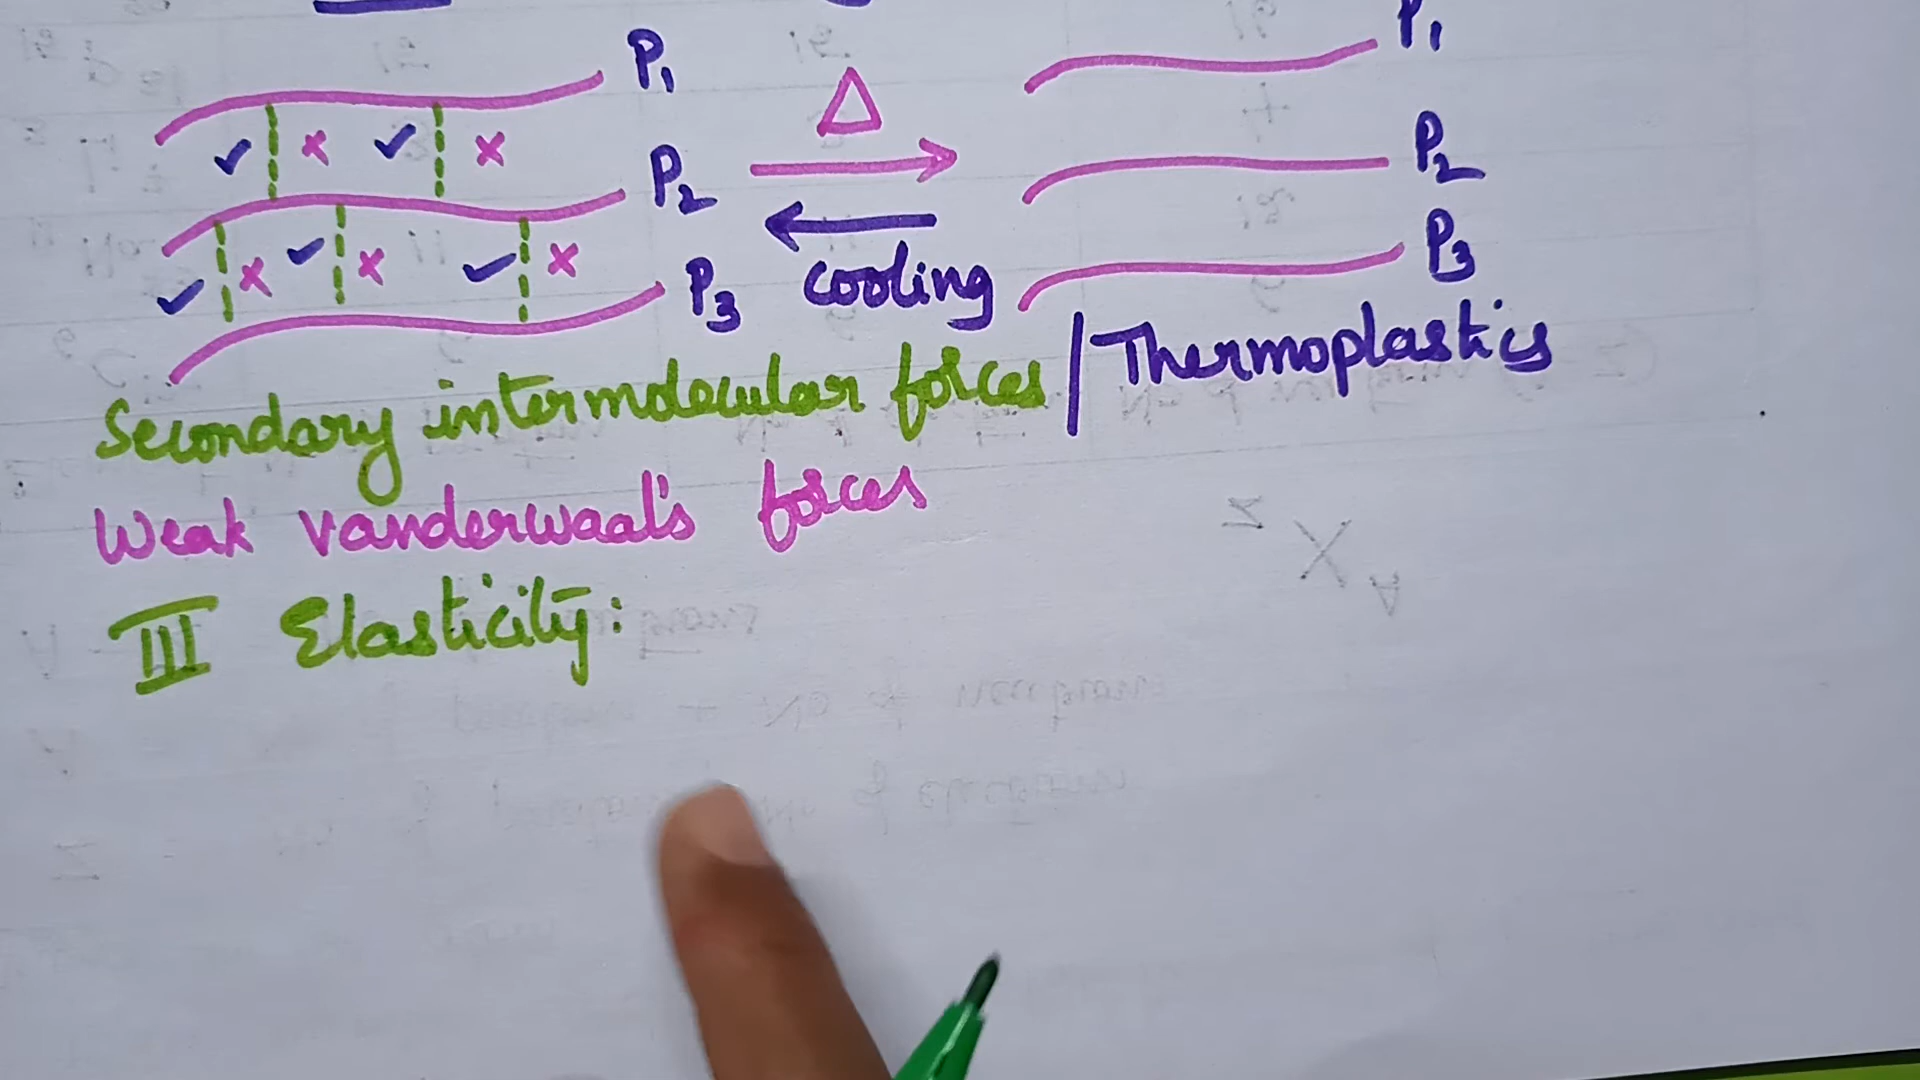 P1
P1
Δ
P2
P2
P3
P3
cooling
Secondary intermolecular forces / Thermoplastics
Weak vanderwaal's forces
III Elasticity: